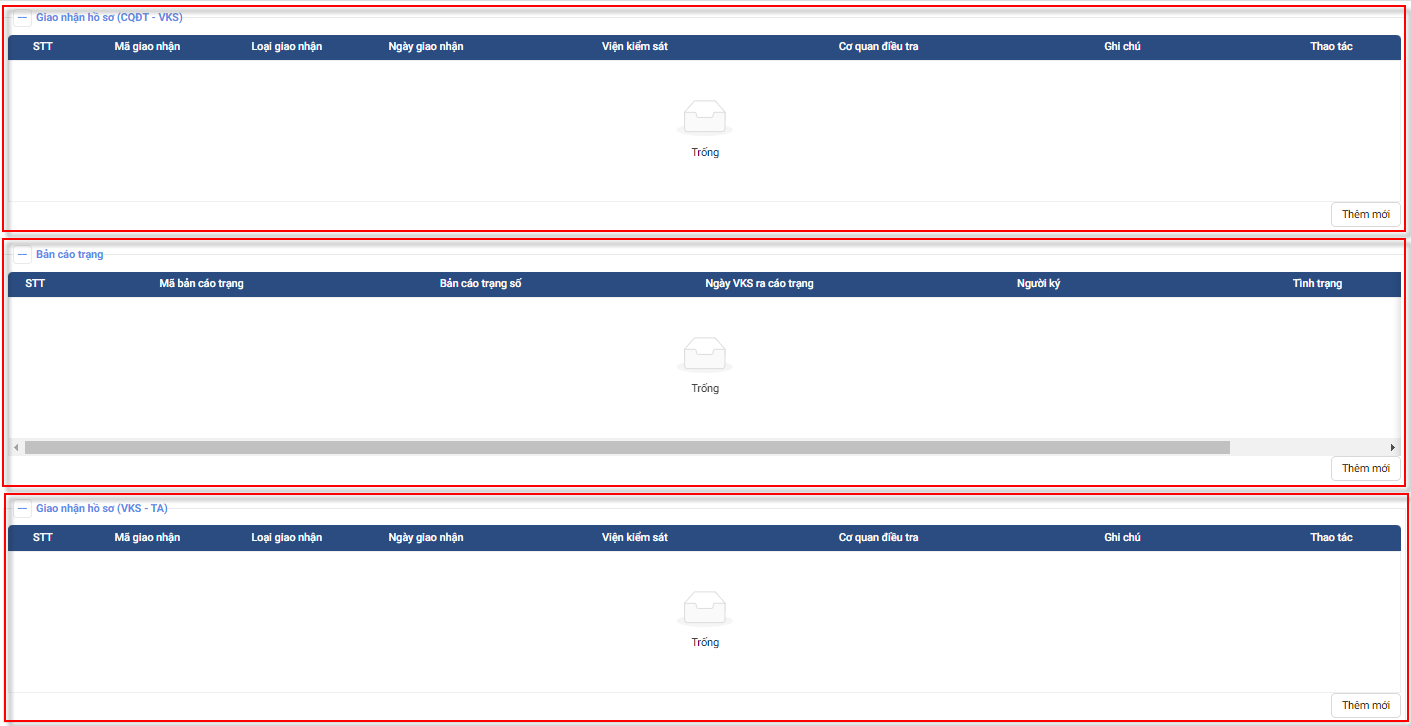 Giao nhận hồ sơ (CQĐT - VKS)
STT Mã giao nhận Loại giao nhận Ngày giao nhận Viện kiểm sát Cơ quan điều tra Ghi chú Thao tác
Trống
Thêm mới
Bản cáo trạng
STT Mã bản cáo trạng Bản cáo trạng số Ngày VKS ra cáo trạng Người ký Tình trạng
Trống
Thêm mới
Giao nhận hồ sơ (VKS - TA)
STT Mã giao nhận Loại giao nhận Ngày giao nhận Viện kiểm sát Cơ quan điều tra Ghi chú Thao tác
Trống
Thêm mới